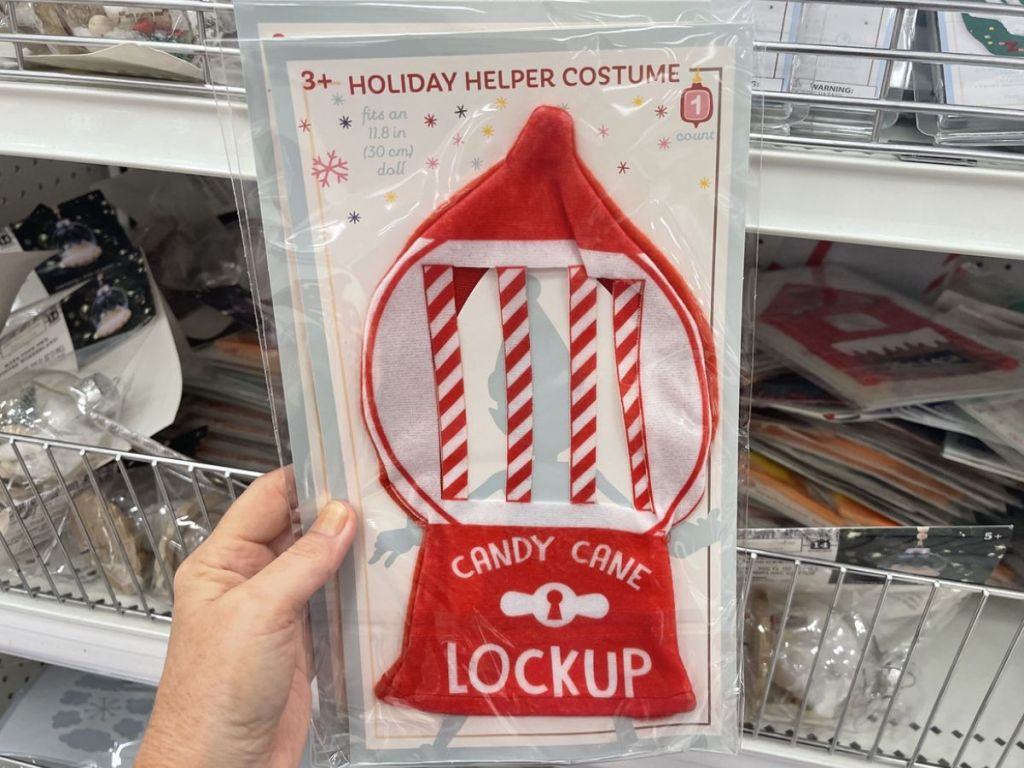 3+ HOLIDAY HELPER COSTUME
fits an
11.8 in
(30 cm)
doll
1
count
CANDY CANE
LOCKUP
WARNING:
5+